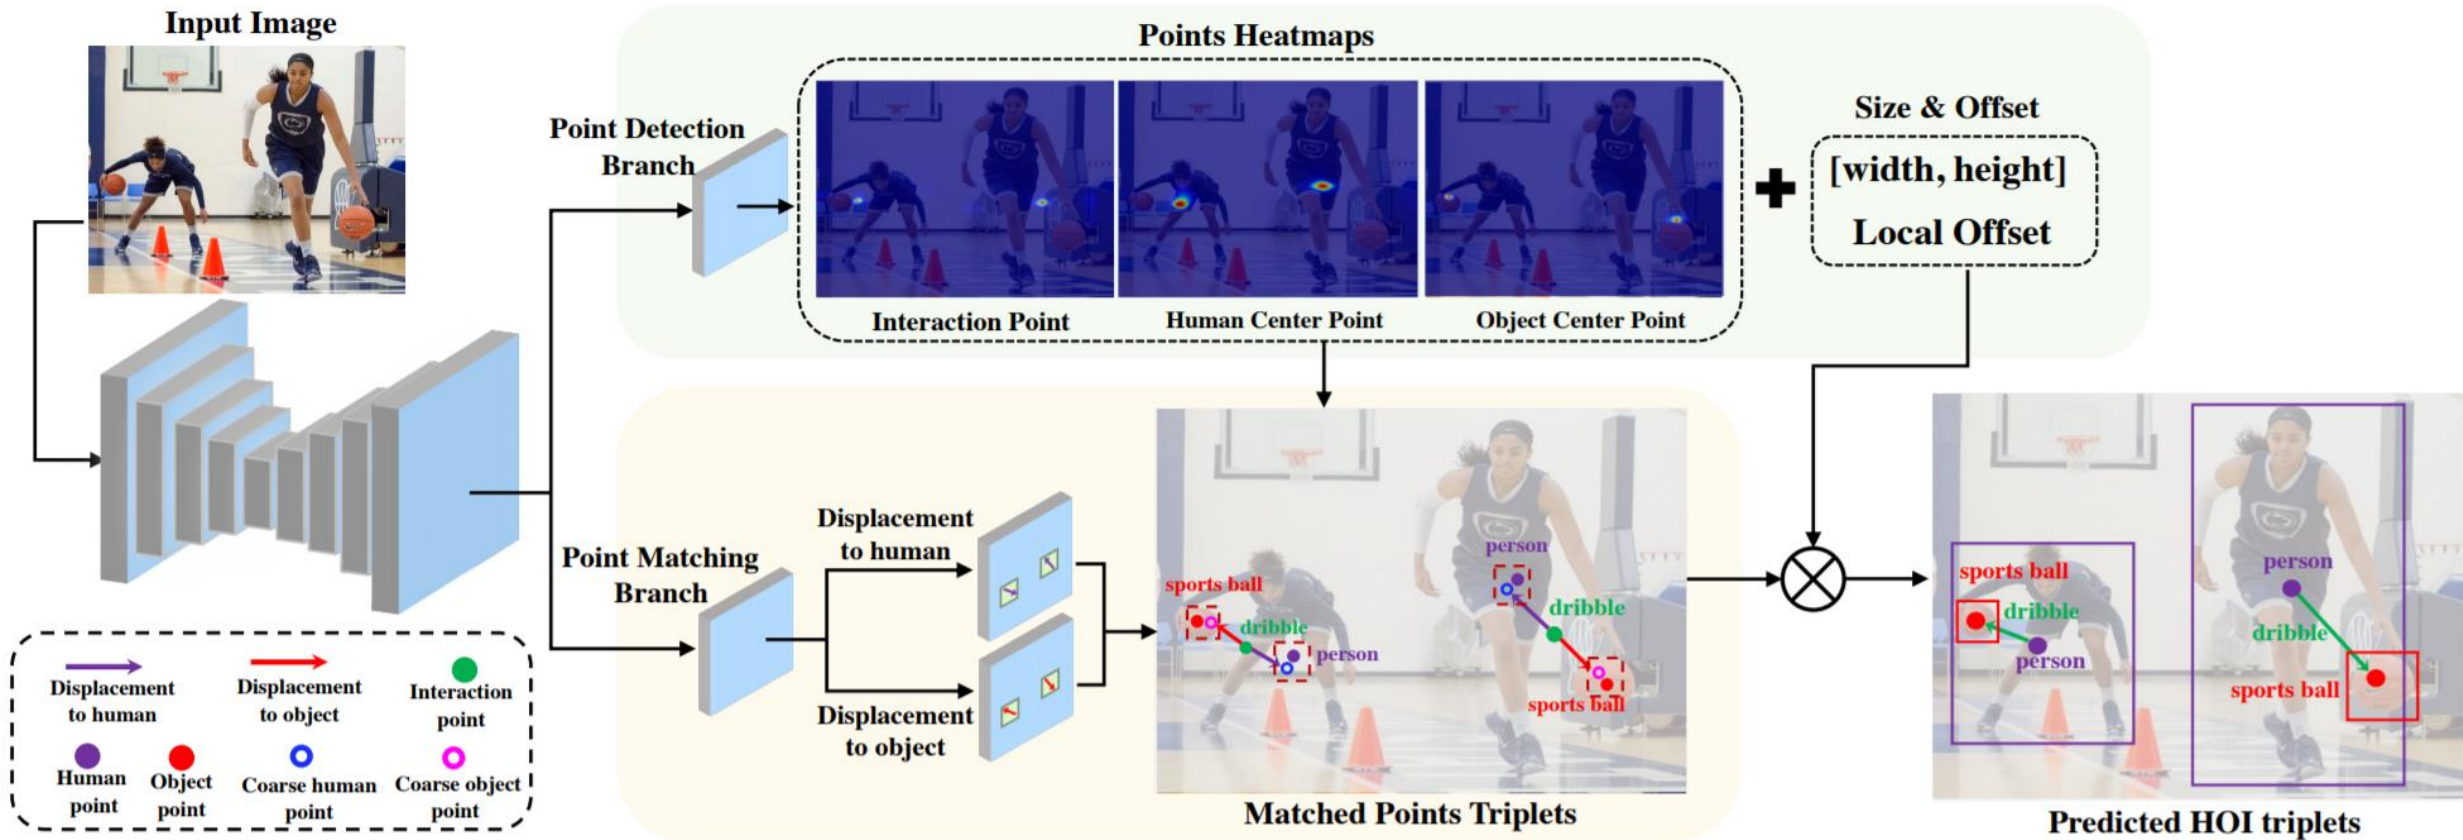 Input Image
Points Heatmaps
Point Detection
Branch
Interaction Point
Human Center Point
Object Center Point
Size & Offset
[width, height]
Local Offset
Point Matching
Branch
Displacement
to human
Displacement
to object
sports ball
dribble
person
person
dribble
sports ball
Matched Points Triplets
sports ball
dribble
person
person
dribble
sports ball
Predicted HOI triplets
Displacement
to human
Displacement
to object
Interaction
point
Human
point
Object
point
Coarse human
point
Coarse object
point